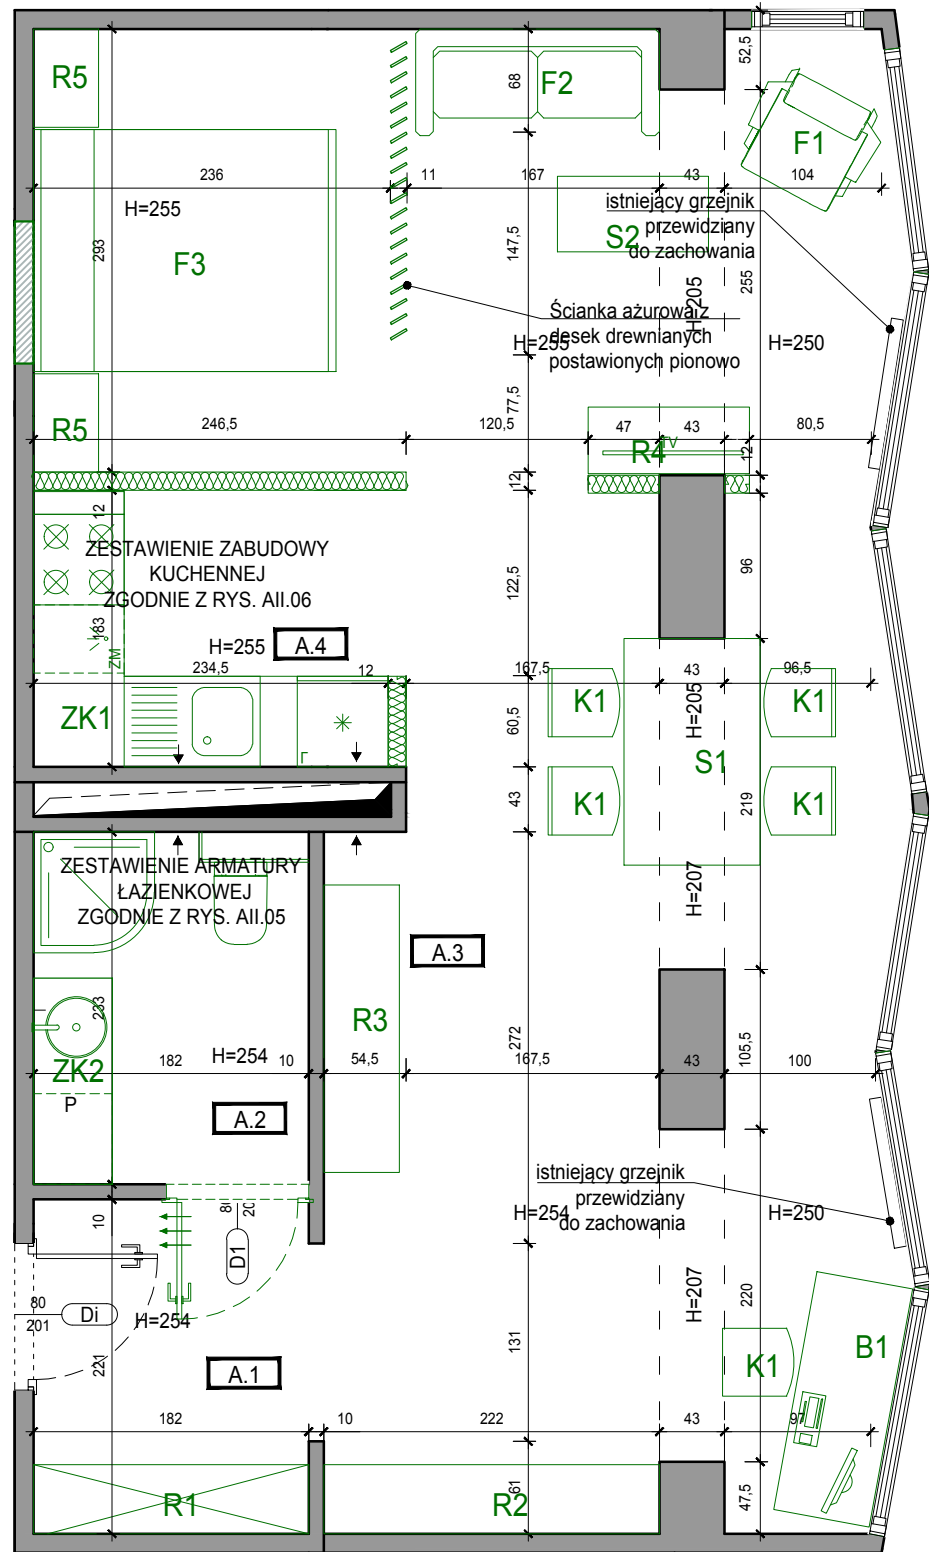 R5
F2
F1
52,5
68
236
11
167
43
104
H=255
istniejący grzejnik
przewidziany
do zachowania
S2
147,5
293
F3
255
H=205
Ścianka ażurowa z
desek drewnianych
postawionych pionowo
H=255
H=250
77,5
R5
246,5
120,5
47
43
80,5
TV
R4
12
12
12
ZESTAWIENIE ZABUDOWY
KUCHENNEJ
ZGODNIE Z RYS. AII.06
122,5
96
183
ZM
H=255
A.4
234,5
12
167,5
43
96,5
ZK1
K1
K1
H=205
60,5
S1
K1
K1
43
219
ZESTAWIENIE ARMATURY
ŁAZIENKOWEJ
ZGODNIE Z RYS. AII.05
H=207
A.3
233
R3
272
ZK2
182
H=254
10
54,5
167,5
43
105,5
100
P
A.2
istniejący grzejnik
przewidziany
do zachowania
H=254
H=250
10
D1
80
201
Di
H=254
H=207
220
221
131
B1
K1
A.1
182
10
222
43
97
R1
61
R2
47,5